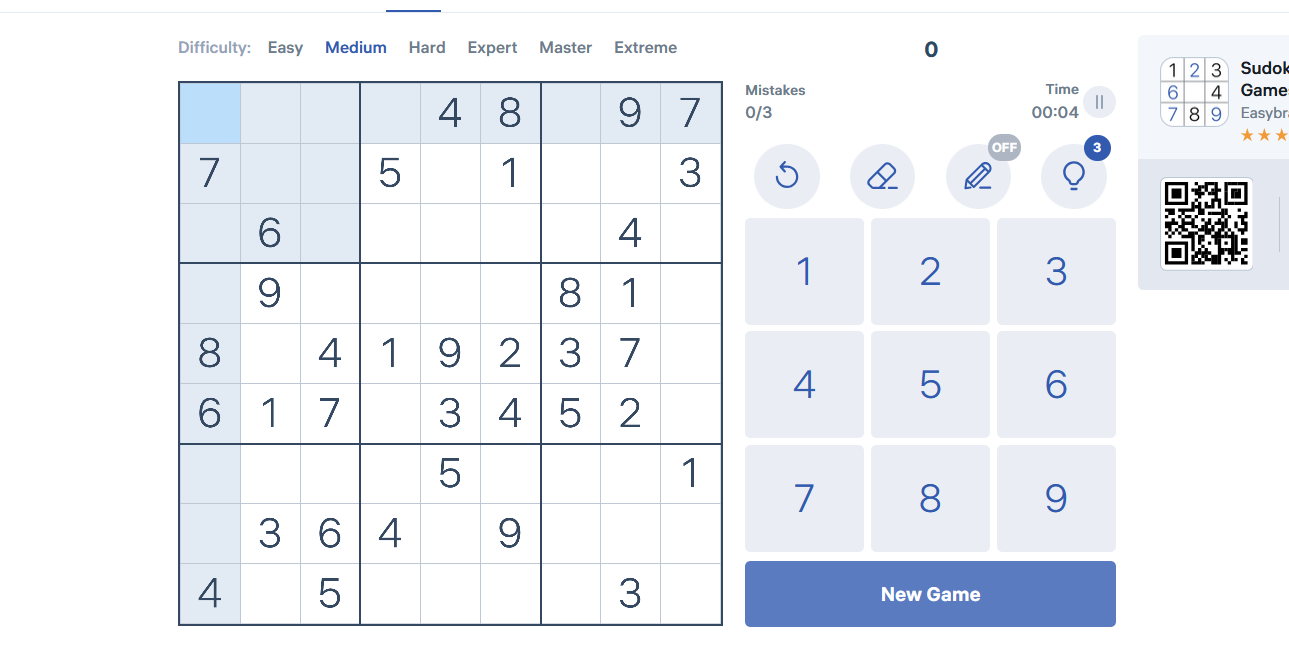 Difficulty: Easy Medium Hard Expert Master Extreme
0
Mistakes
0/3
Time
00:04
OFF
3
4 8 9 7
7 5 1 3
6 4
9 8 1
8 4 1 9 2 3 7
6 1 7 3 4 5 2
5 1
3 6 4 9
4 5 3
1 2 3
4 5 6
7 8 9
New Game
1 2 3
6 4
7 8 9